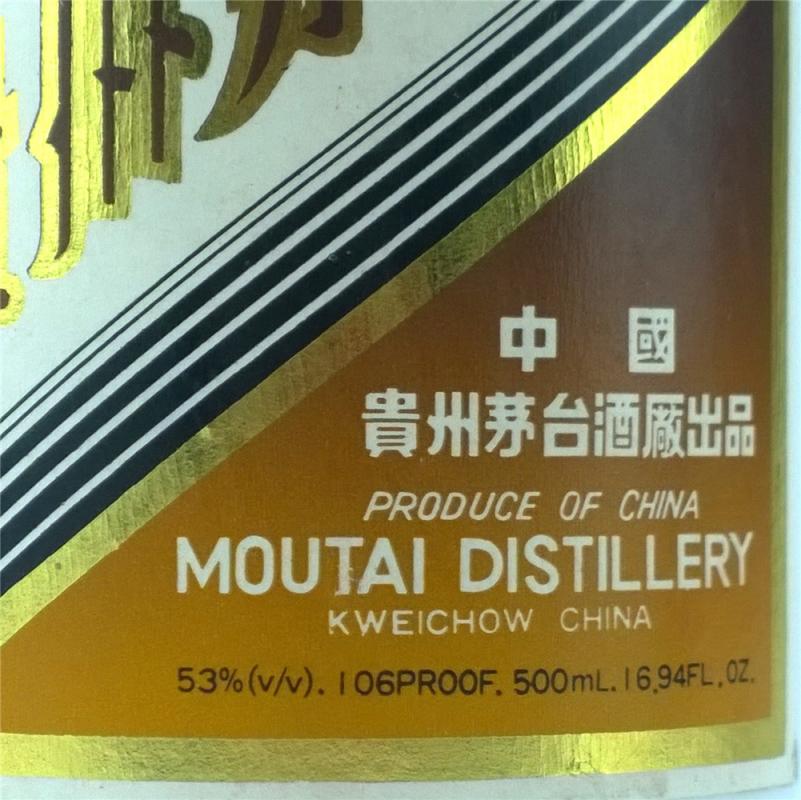 中 國
貴州茅台酒廠出品
PRODUCE OF CHINA
MOUTAI DISTILLERY
KWEICHOW CHINA
53%(v/v). 106PROOF. 500mL. 16.94FL.OZ.